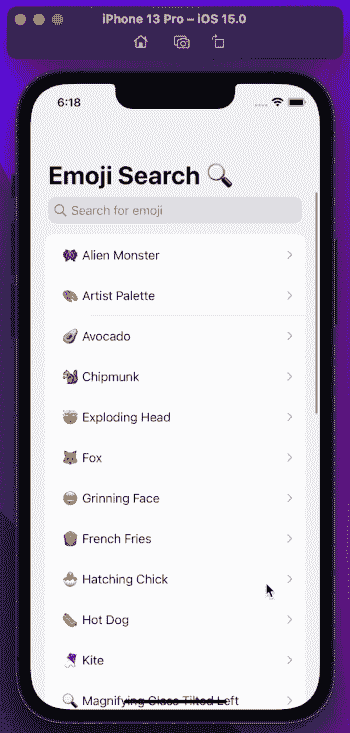 iPhone 13 Pro – iOS 15.0
6:18
Emoji Search
Search for emoji
Alien Monster
Artist Palette
Avocado
Chipmunk
Exploding Head
Fox
Grinning Face
French Fries
Hatching Chick
Hot Dog
Kite
Magnifying Glass Tilted Left